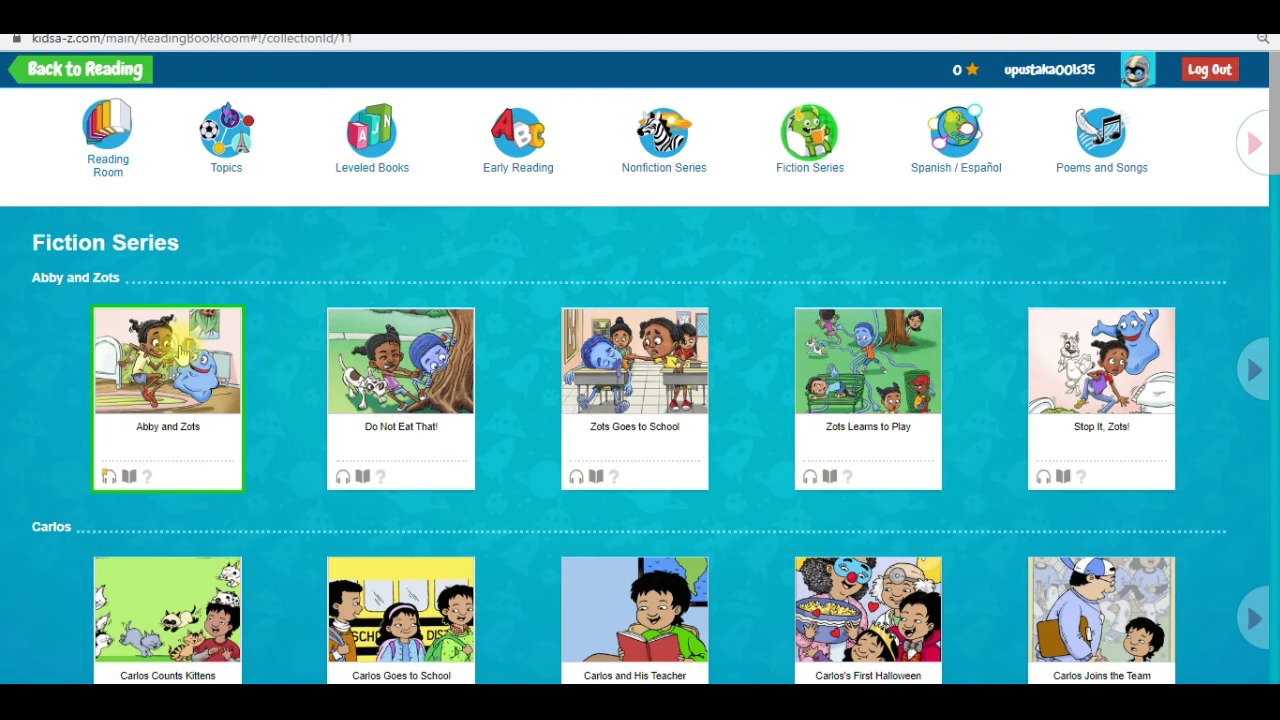 kidsa-z.com/main/ReadingBookRoom#!/collectionId/11
Back to Reading
0
upustaka00ls35
Log Out
Reading
Room
Topics
Leveled Books
Early Reading
Nonfiction Series
Fiction Series
Spanish / Español
Poems and Songs
Fiction Series
Abby and Zots
Abby and Zots
Do Not Eat That!
Zots Goes to School
Zots Learns to Play
Stop It, Zots!
Carlos
SCHOOL DIST
Carlos Counts Kittens
Carlos Goes to School
Carlos and His Teacher
Carlos's First Halloween
Carlos Joins the Team